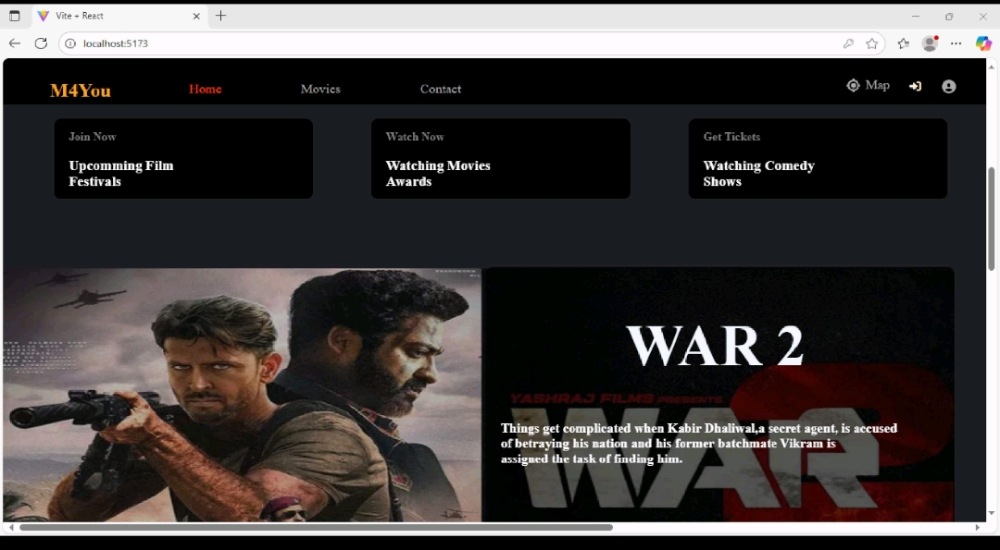 Vite + React
localhost:5173
M4You
Home
Movies
Contact
Map
Join Now
Upcomming Film
Festivals
Watch Now
Watching Movies
Awards
Get Tickets
Watching Comedy
Shows
WAR 2
YASHRAJ FILMS PRESENTS
WAR
Things get complicated when Kabir Dhaliwal,a secret agent, is accused
of betraying his nation and his former batchmate Vikram is
assigned the task of finding him.